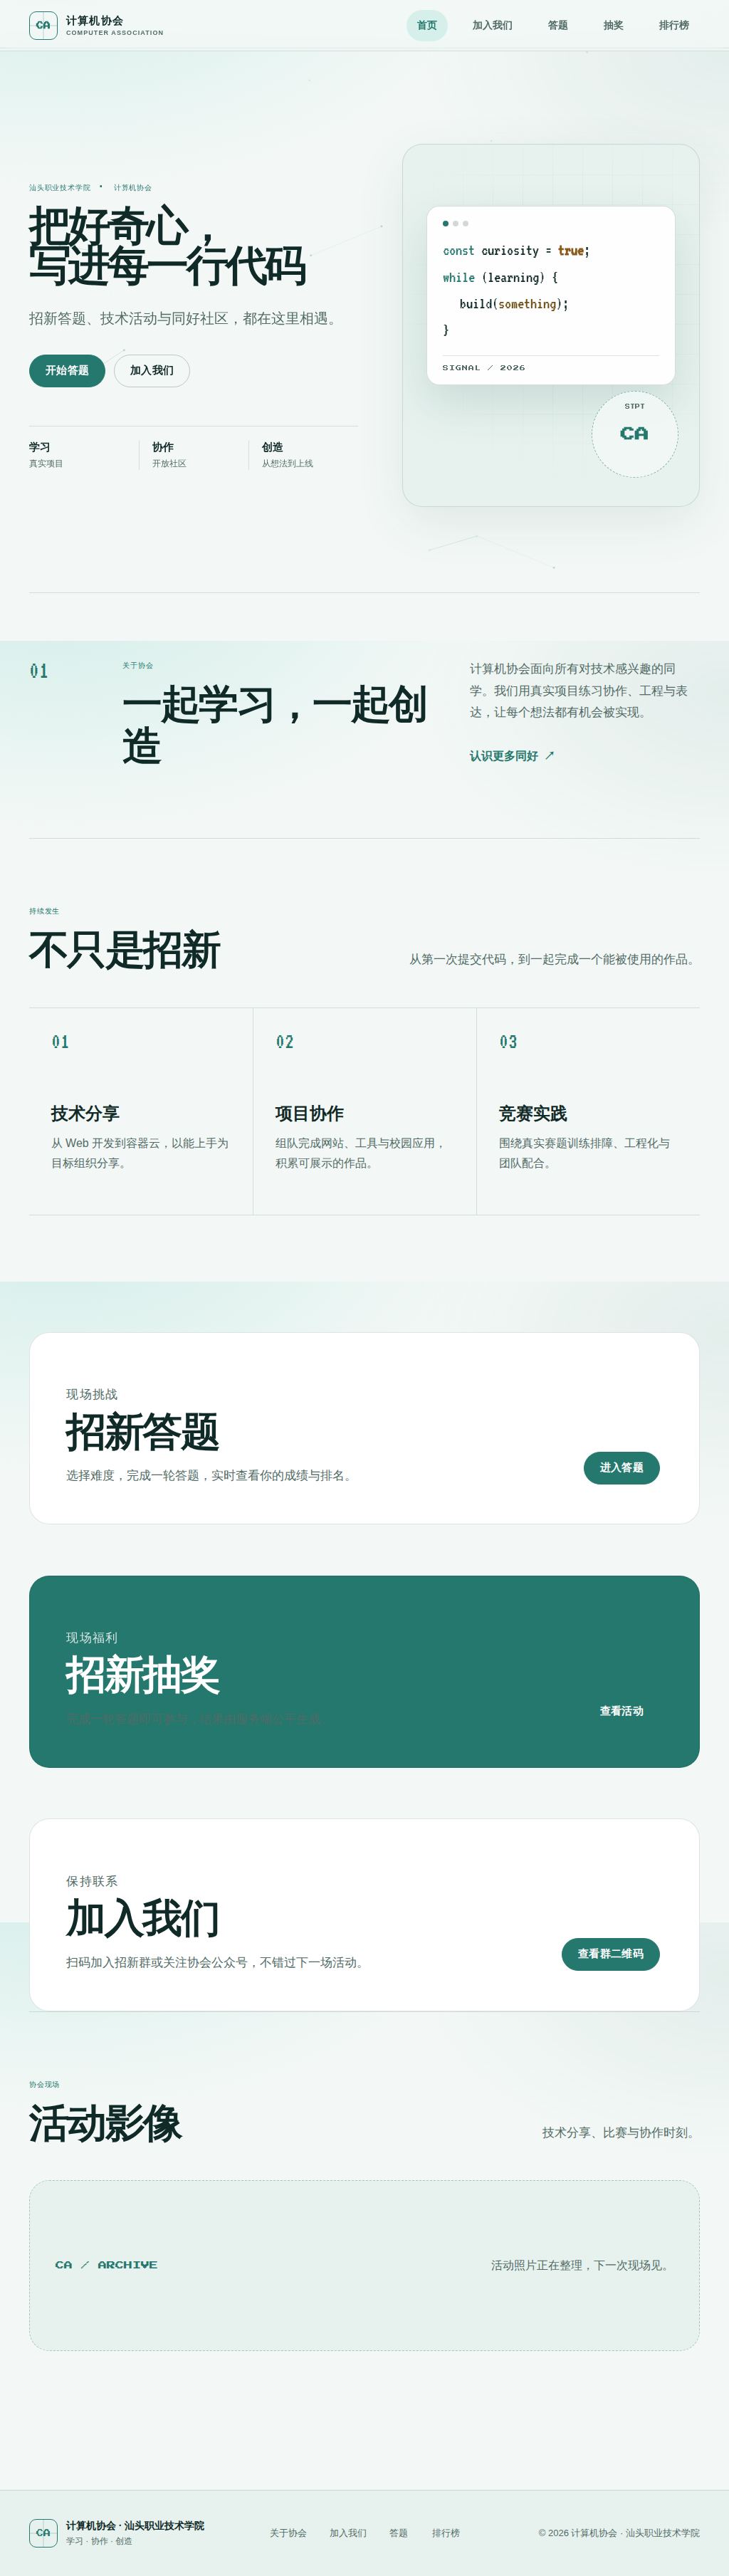 CA
计算机协会
COMPUTER ASSOCIATION
首页
加入我们
答题
抽奖
排行榜
汕头职业技术学院 · 计算机协会
把好奇心，
写进每一行代码
招新答题、技术活动与同好社区，都在这里相遇。
开始答题
加入我们
学习
真实项目
协作
开放社区
创造
从想法到上线
const curiosity = true;
while (learning) {
build(something);
}
SIGNAL / 2026
STPT
CA
01
关于协会
一起学习，一起创
造
计算机协会面向所有对技术感兴趣的同
学。我们用真实项目练习协作、工程与表
达，让每个想法都有机会被实现。
认识更多同好 ↗
持续发生
不只是招新
从第一次提交代码，到一起完成一个能被使用的作品。
01
技术分享
从 Web 开发到容器云，以能上手为
目标组织分享。
02
项目协作
组队完成网站、工具与校园应用，
积累可展示的作品。
03
竞赛实践
围绕真实赛题训练排障、工程化与
团队配合。
现场挑战
招新答题
选择难度，完成一轮答题，实时查看你的成绩与排名。
进入答题
现场福利
招新抽奖
查看活动
保持联系
加入我们
扫码加入招新群或关注协会公众号，不错过下一场活动。
查看群二维码
协会现场
活动影像
技术分享、比赛与协作时刻。
CA / ARCHIVE
活动照片正在整理，下一次现场见。
CA
计算机协会 · 汕头职业技术学院
学习 · 协作 · 创造
关于协会
加入我们
答题
排行榜
© 2026 计算机协会 · 汕头职业技术学院